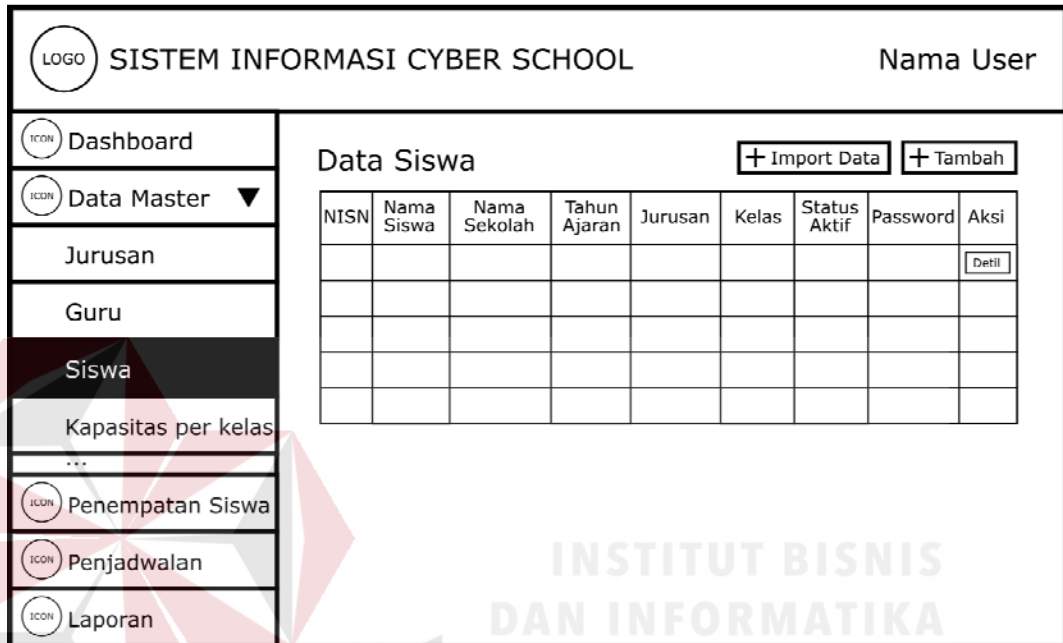 LOGO SISTEM INFORMASI CYBER SCHOOL Nama User
ICON Dashboard
ICON Data Master ▼
Jurusan
Guru
Siswa
Kapasitas per kelas
...
ICON Penempatan Siswa
ICON Penjadwalan
ICON Laporan
Data Siswa + Import Data + Tambah
NISN Nama Siswa Nama Sekolah Tahun Ajaran Jurusan Kelas Status Aktif Password Aksi
Detil
INSTITUT BISNIS
DAN INFORMATIKA